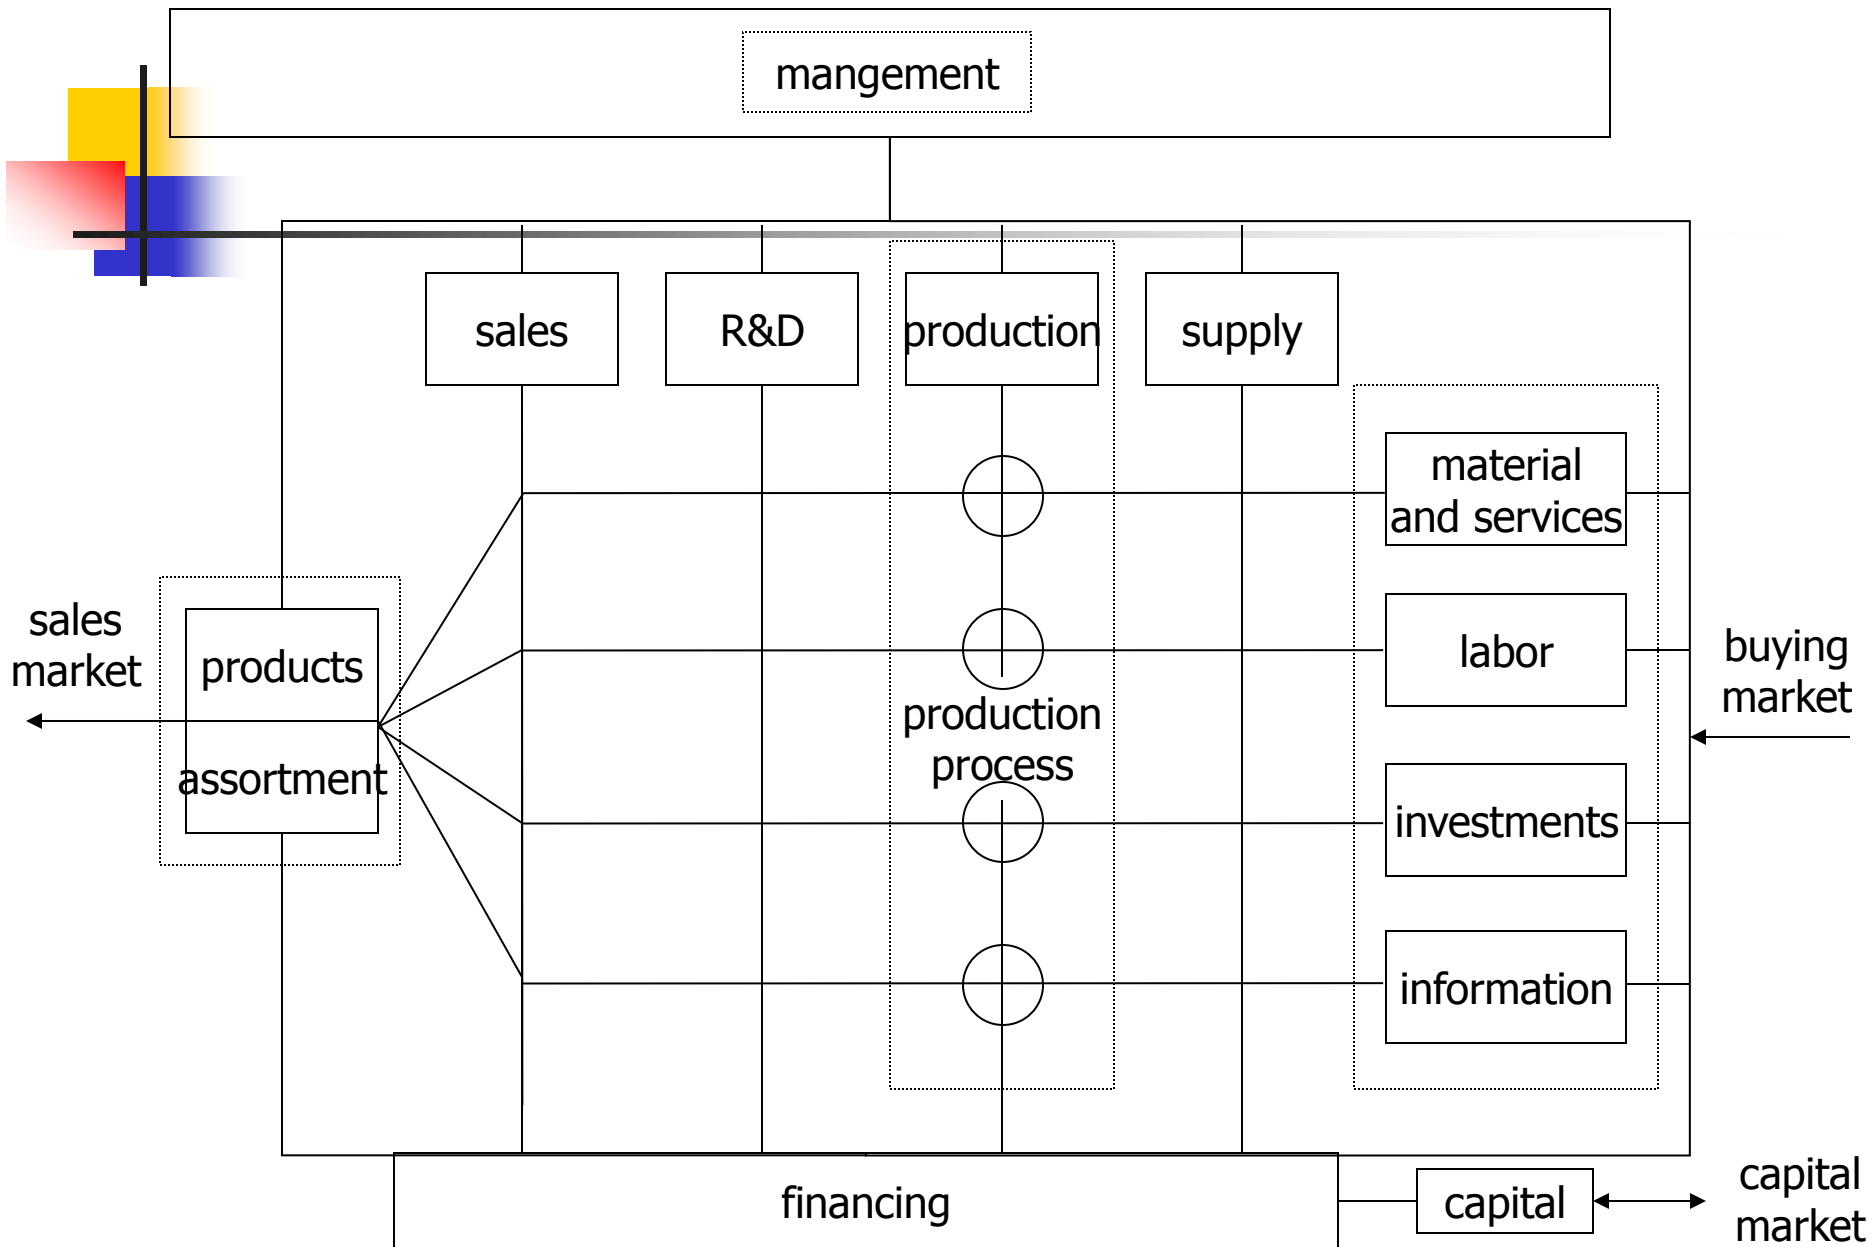 mangement
sales
R&D
production
supply
material
and services
sales
market
products
assortment
labor
production
process
buying
market
investments
information
financing
capital
capital
market